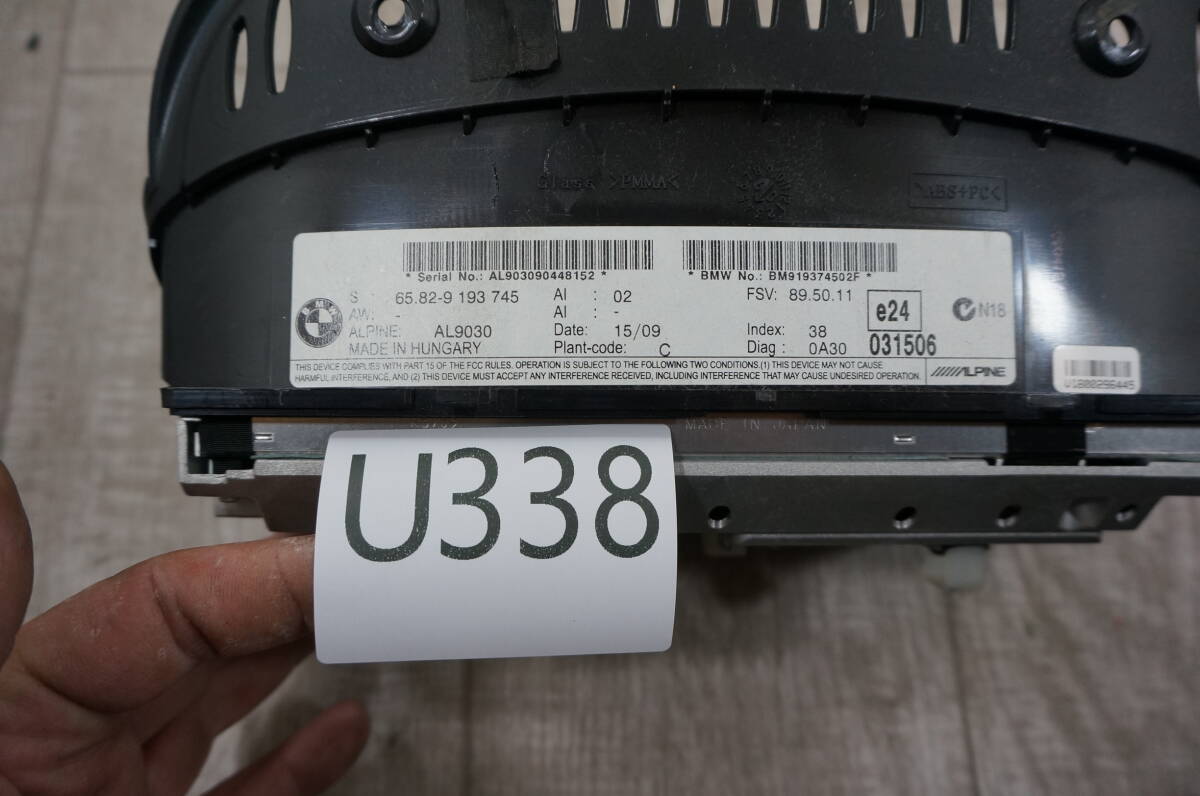 Glass >PMMA<
>ABS+PC<
* Serial No.: AL903090448152 *
* BMW No.: BM919374502F *
BMW
S : 65.82-9 193 745 AI : 02 FSV: 89.50.11
AW: - AI : -
ALPINE: AL9030 Date: 15/09 Index: 38
MADE IN HUNGARY Plant-code: C Diag : 0A30
e24
031506
N18
THIS DEVICE COMPLIES WITH PART 15 OF THE FCC RULES. OPERATION IS SUBJECT TO THE FOLLOWING TWO CONDITIONS.(1) THIS DEVICE MAY NOT CAUSE
HARMFUL INTERFERENCE, AND (2) THIS DEVICE MUST ACCEPT ANY INTERFERENCE RECEIVED, INCLUDING INTERFERENCE THAT MAY CAUSE UNDESIRED OPERATION.
ALPINE
V1B00296445
MADE IN JAPAN
U338